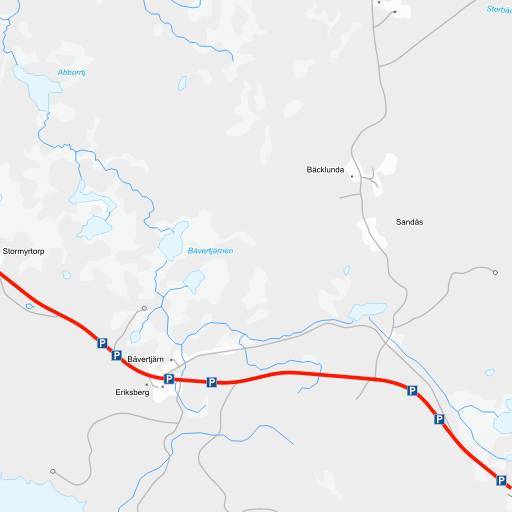 Storbäc
Abborrtj.
Bäcklunda
Sandås
Stormyrtorp
Bävertjärnen
P
P
Bävertjärn
P
P
Eriksberg
P
P
P